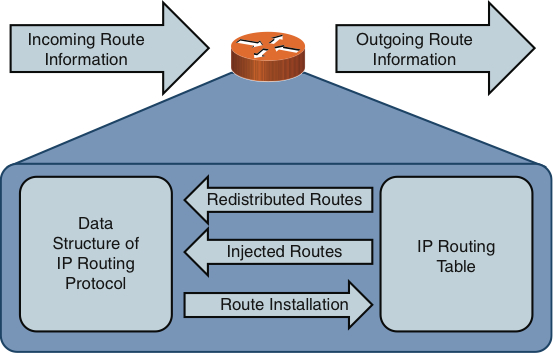 Incoming Route
Information
Outgoing Route
Information
Data
Structure of
IP Routing
Protocol
Redistributed Routes
Injected Routes
Route Installation
IP Routing
Table